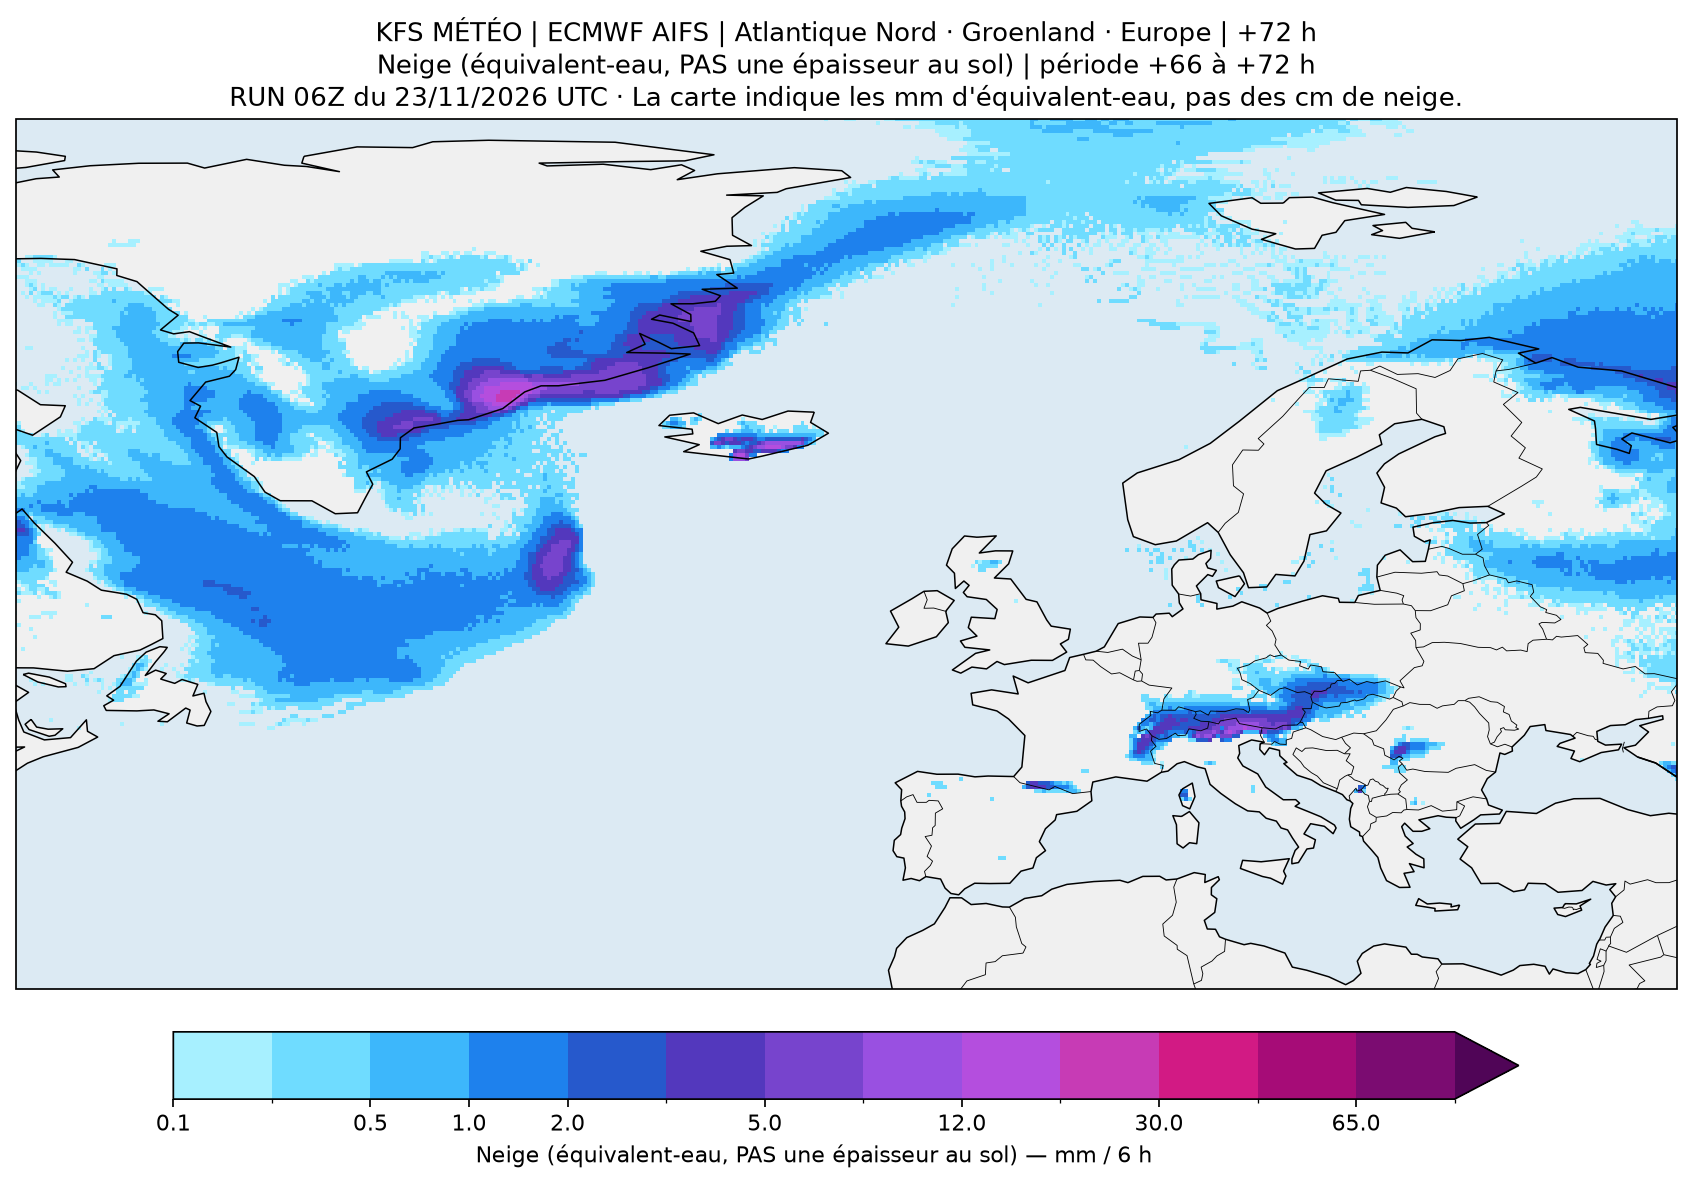 KFS MÉTÉO | ECMWF AIFS | Atlantique Nord · Groenland · Europe | +72 h
Neige (équivalent-eau, PAS une épaisseur au sol) | période +66 à +72 h
RUN 06Z du 23/11/2026 UTC · La carte indique les mm d'équivalent-eau, pas des cm de neige.
0.1 0.5 1.0 2.0 5.0 12.0 30.0 65.0
Neige (équivalent-eau, PAS une épaisseur au sol) — mm / 6 h